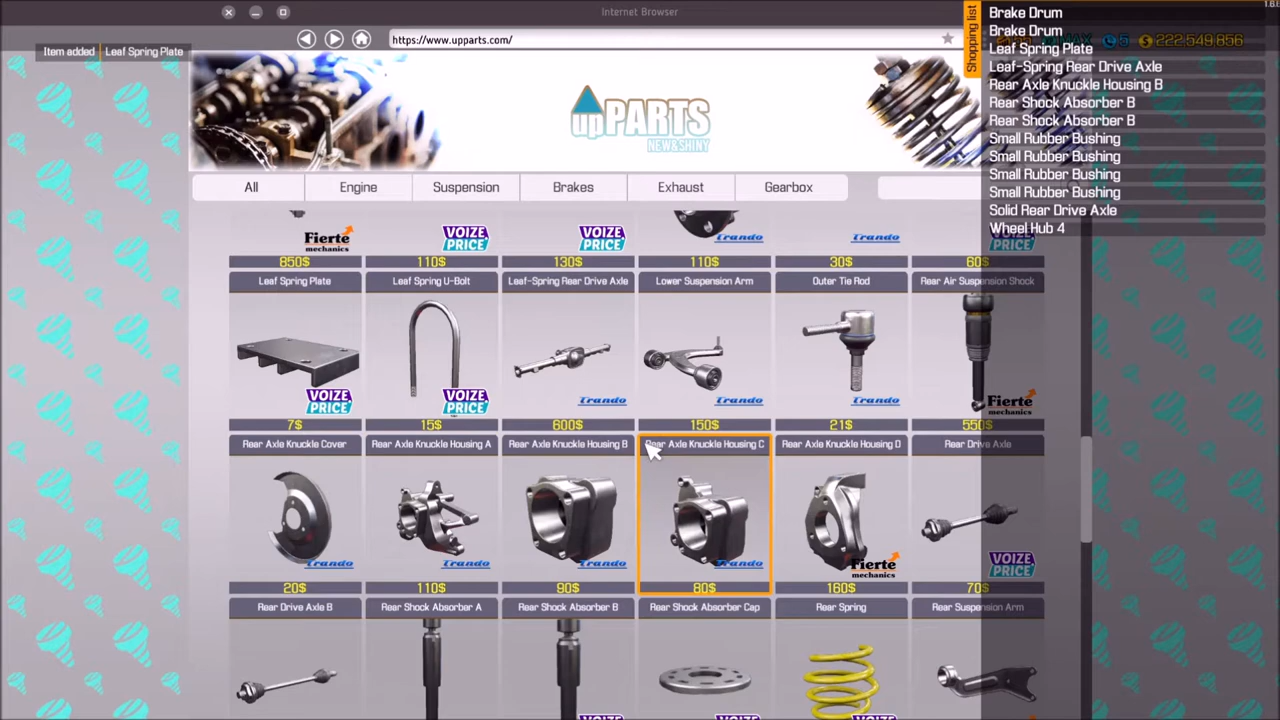 Internet Browser
1.8.
https://www.upparts.com/
Item added Leaf Spring Plate
Shopping list
5
222,549,856
Brake Drum
Brake Drum
Leaf Spring Plate
Leaf-Spring Rear Drive Axle
Rear Axle Knuckle Housing B
Rear Shock Absorber B
Rear Shock Absorber B
Small Rubber Bushing
Small Rubber Bushing
Small Rubber Bushing
Small Rubber Bushing
Solid Rear Drive Axle
Wheel Hub 4
upPARTS
NEW&SHINY
All Engine Suspension Brakes Exhaust Gearbox
Fierte mechanics VOIZE PRICE VOIZE PRICE Trando Trando VOIZE PRICE
850$ 110$ 130$ 110$ 30$ 60$
Leaf Spring Plate Leaf Spring U-Bolt Leaf-Spring Rear Drive Axle Lower Suspension Arm Outer Tie Rod Rear Air Suspension Shock
VOIZE PRICE VOIZE PRICE Trando Trando Trando Fierte mechanics
7$ 15$ 600$ 150$ 21$ 550$
Rear Axle Knuckle Cover Rear Axle Knuckle Housing A Rear Axle Knuckle Housing B Rear Axle Knuckle Housing C Rear Axle Knuckle Housing D Rear Drive Axle
Trando Trando Trando Trando Fierte mechanics VOIZE PRICE
20$ 110$ 90$ 80$ 160$ 70$
Rear Drive Axle B Rear Shock Absorber A Rear Shock Absorber B Rear Shock Absorber Cap Rear Spring Rear Suspension Arm